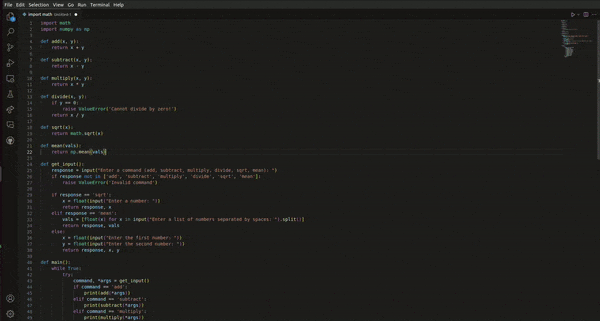 File Edit Selection View Go Run Terminal Help
import math Untitled-1
1 import math
2 import numpy as np
3
4 def add(x, y):
5 return x + y
6
7 def subtract(x, y):
8 return x - y
9
10 def multiply(x, y):
11 return x * y
12
13 def divide(x, y):
14 if y == 0:
15 raise ValueError('Cannot divide by zero!')
16 return x / y
17
18 def sqrt(x):
19 return math.sqrt(x)
20
21 def mean(vals):
22 return np.mean(vals)
23
24 def get_input():
25 response = input("Enter a command (add, subtract, multiply, divide, sqrt, mean): ")
26 if response not in ['add', 'subtract', 'multiply', 'divide', 'sqrt', 'mean']:
27 raise ValueError('Invalid command')
28
29 if response == 'sqrt':
30 x = float(input("Enter a number: "))
31 return response, x
32 elif response == 'mean':
33 vals = [float(x) for x in input("Enter a list of numbers separated by spaces: ").split()]
34 return response, vals
35 else:
36 x = float(input("Enter the first number: "))
37 y = float(input("Enter the second number: "))
38 return response, x, y
39
40 def main():
41 while True:
42 try:
43 command, *args = get_input()
44 if command == 'add':
45 print(add(*args))
46 elif command == 'subtract':
47 print(subtract(*args))
48 elif command == 'multiply':
49 print(multiply(*args))